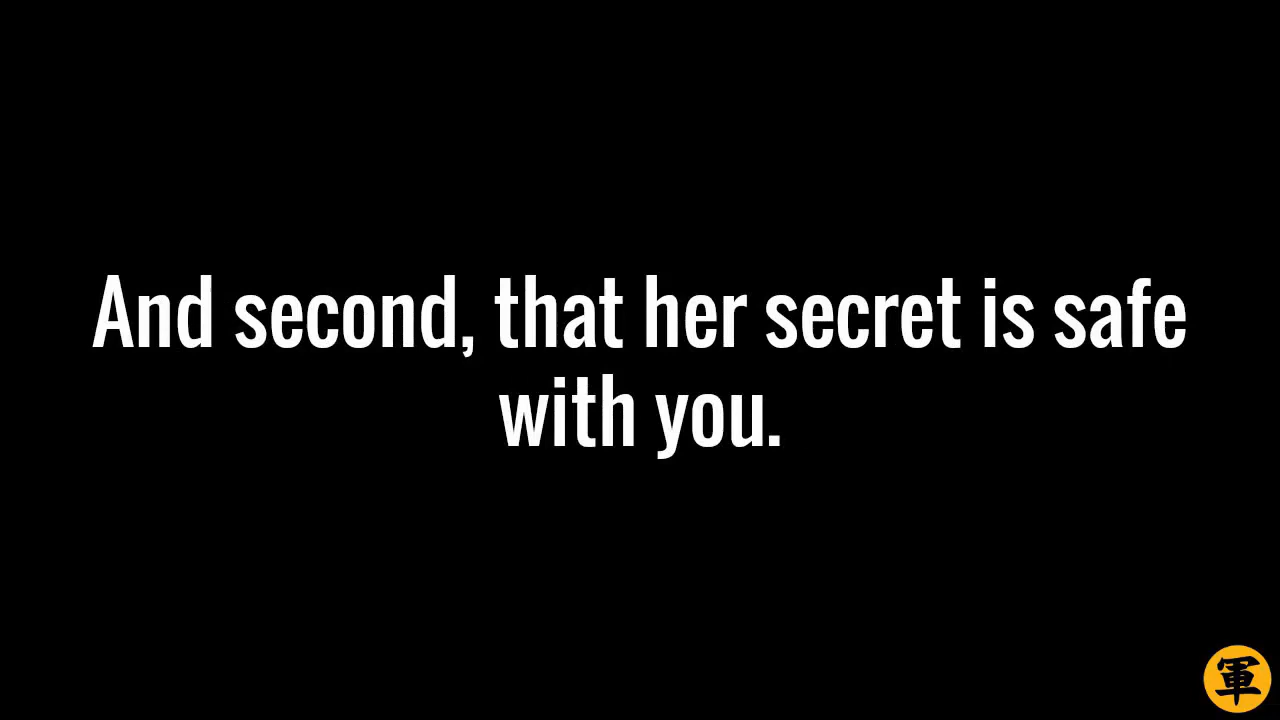 And second, that her secret is safe
with you.
軍